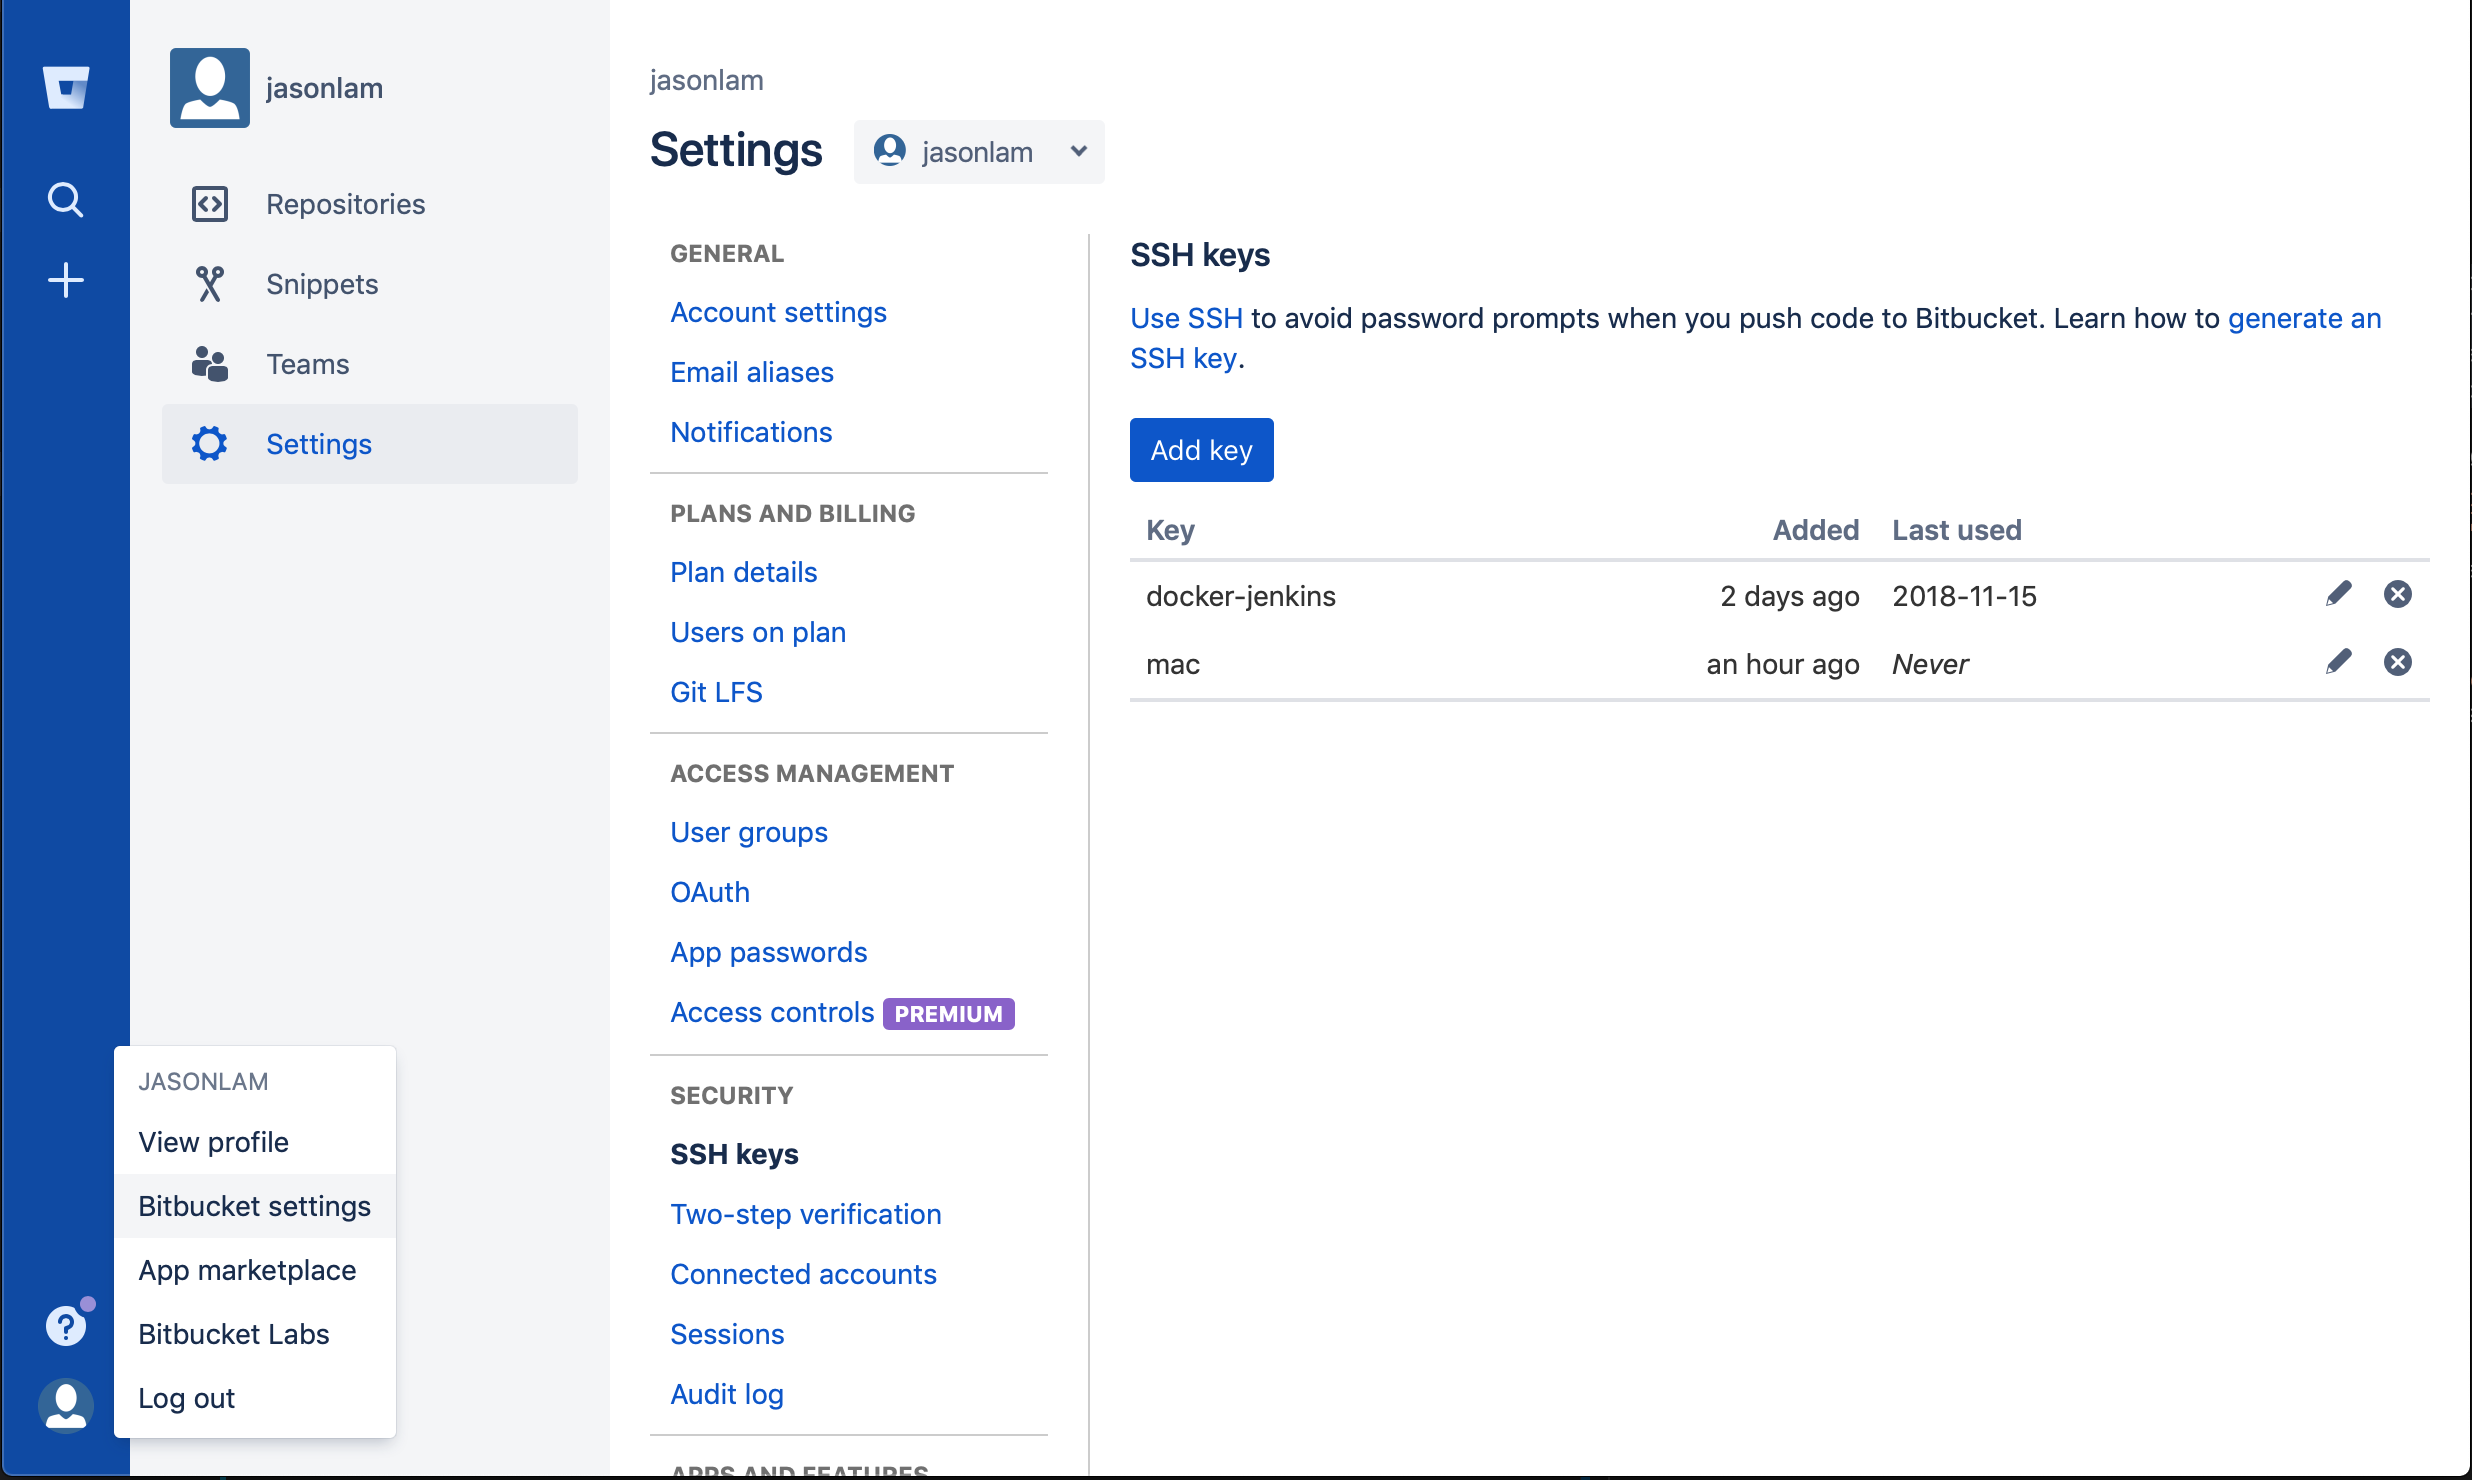 jasonlam
Repositories
Snippets
Teams
Settings
JASONLAM
View profile
Bitbucket settings
App marketplace
Bitbucket Labs
Log out
jasonlam
Settings
jasonlam
GENERAL
Account settings
Email aliases
Notifications
PLANS AND BILLING
Plan details
Users on plan
Git LFS
ACCESS MANAGEMENT
User groups
OAuth
App passwords
Access controls PREMIUM
SECURITY
SSH keys
Two-step verification
Connected accounts
Sessions
Audit log
APPS AND FEATURES
SSH keys
Use SSH to avoid password prompts when you push code to Bitbucket. Learn how to generate an
SSH key.
Add key
Key Added Last used
docker-jenkins 2 days ago 2018-11-15
mac an hour ago Never